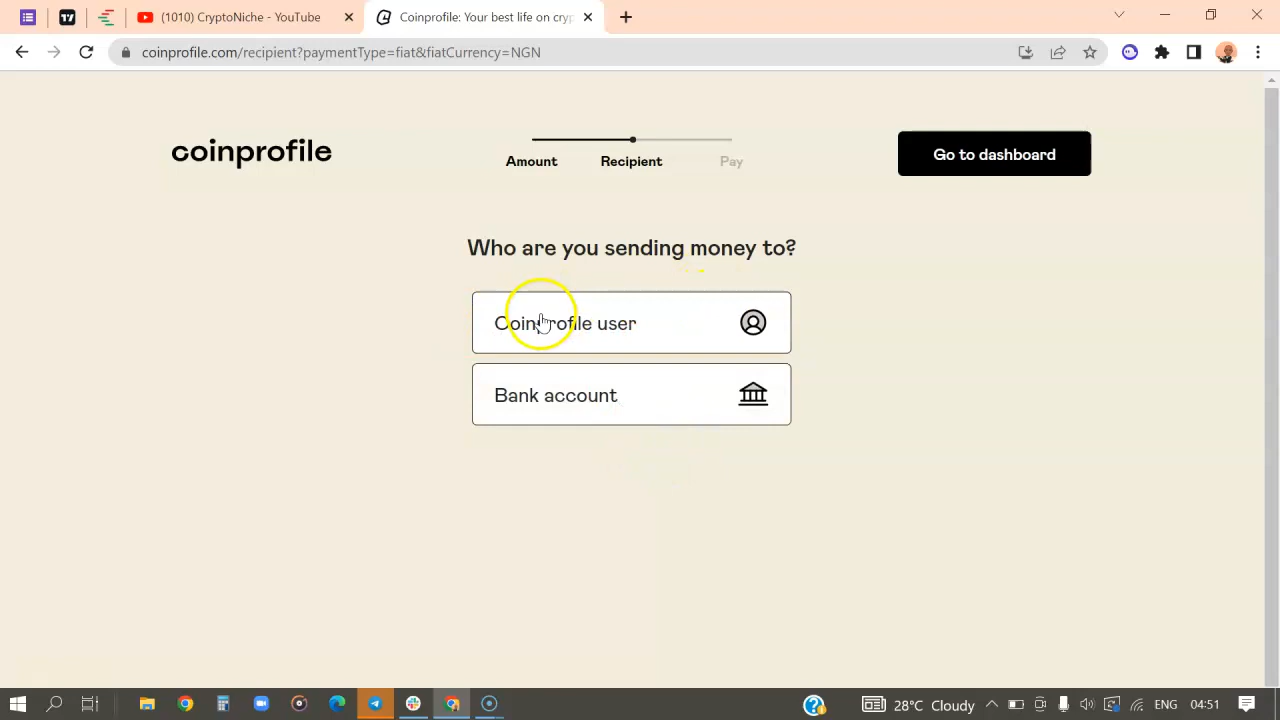 (1010) CryptoNiche - YouTube
Coinprofile: Your best life on cryp
coinprofile.com/recipient?paymentType=fiat&fiatCurrency=NGN
coinprofile
Amount
Recipient
Pay
Go to dashboard
Who are you sending money to?
Coinprofile user
Bank account
28°C Cloudy
ENG
04:51